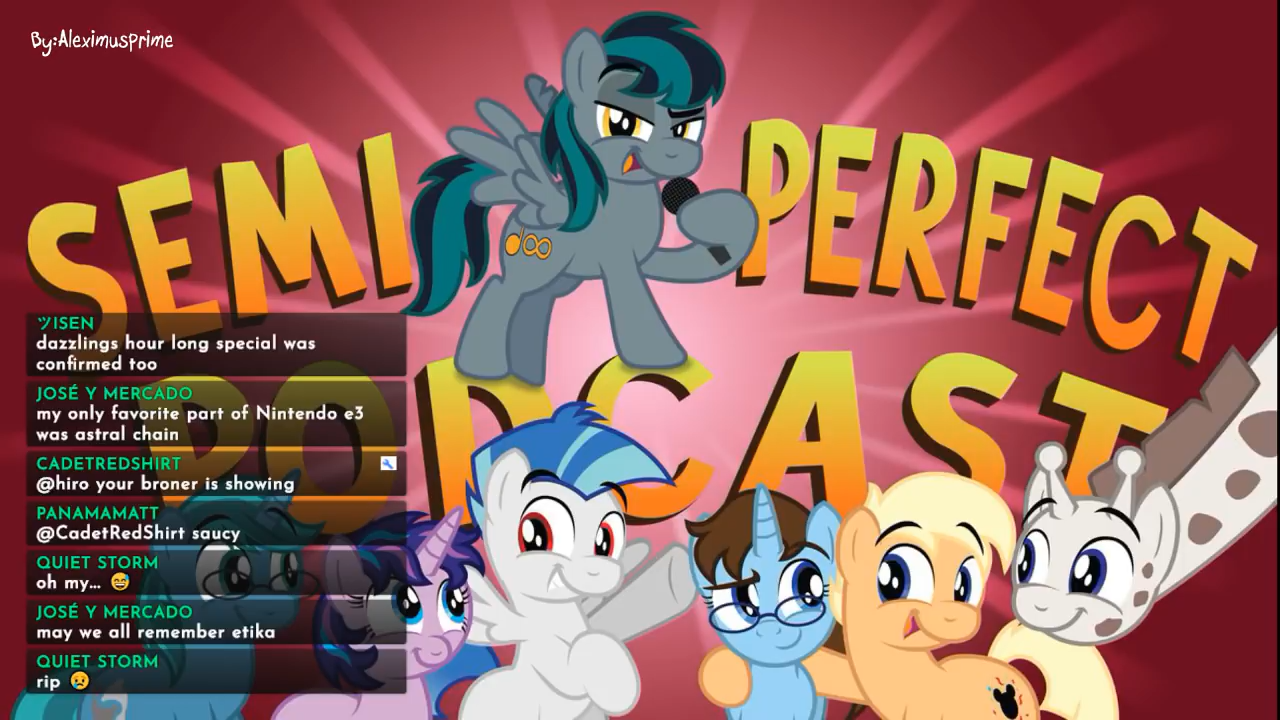 By:Aleximusprime
SEMI PERFECT
PODCAST
ツISEN
dazzlings hour long special was
confirmed too
JOSÉ Y MERCADO
my only favorite part of Nintendo e3
was astral chain
CADETREDSHIRT
@hiro your broner is showing
PANAMAMATT
@CadetRedShirt saucy
QUIET STORM
oh my... 😅
JOSÉ Y MERCADO
may we all remember etika
QUIET STORM
rip 😢